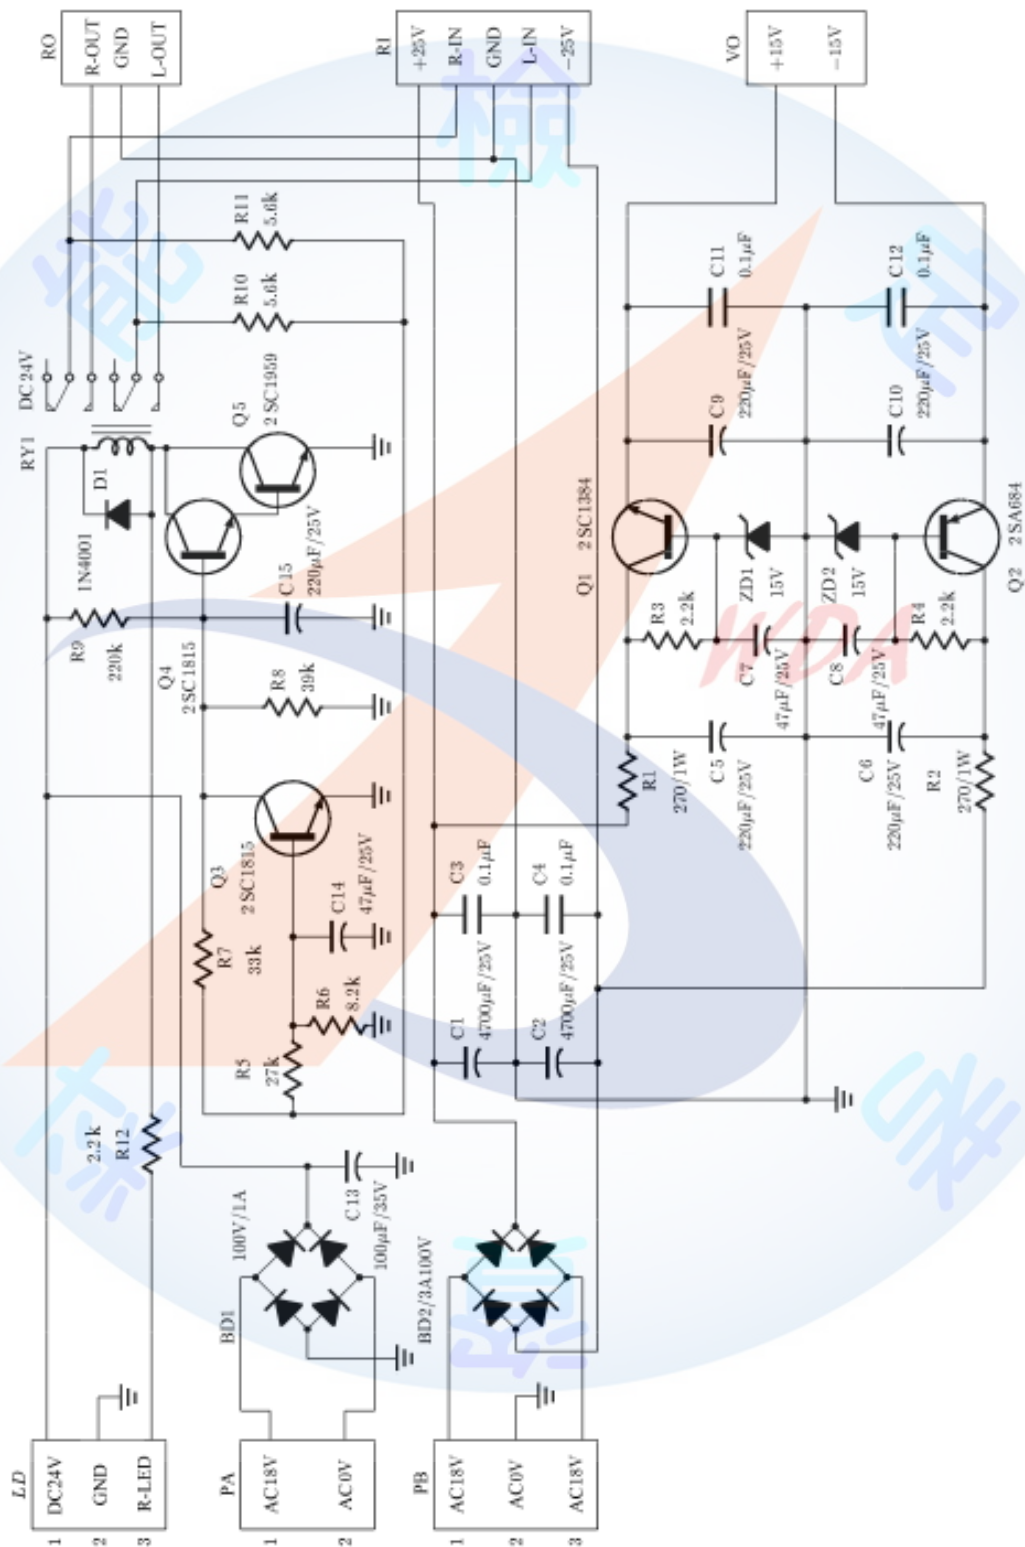 LD
1 DC24V
2 GND
3 R-LED
PA
1 AC18V
2 AC0V
PB
1 AC18V
2 AC0V
3 AC18V
BD1
100V/1A
BD2/3A100V
C13
100μF/35V
2.2k
R12
R5
27k
R6
8.2k
R7
33k
C14
47μF/25V
Q3
2SC1815
R8
39k
R9
220k
Q4
2SC1815
C15
220μF/25V
1N4001
D1
RY1
DC24V
Q5
2SC1959
R10
5.6k
R11
5.6k
RO
R-OUT
GND
L-OUT
RI
+25V
R-IN
GND
L-IN
−25V
VO
+15V
−15V
C1
4700μF/25V
C2
4700μF/25V
C3
0.1μF
C4
0.1μF
R1
270/1W
R2
270/1W
C5
220μF/25V
C6
220μF/25V
R3
2.2k
C7
47μF/25V
C8
47μF/25V
R4
2.2k
Q1
2SC1384
ZD1
15V
ZD2
15V
Q2
2SA684
C9
220μF/25V
C10
220μF/25V
C11
0.1μF
C12
0.1μF
能
檢
定
WDA